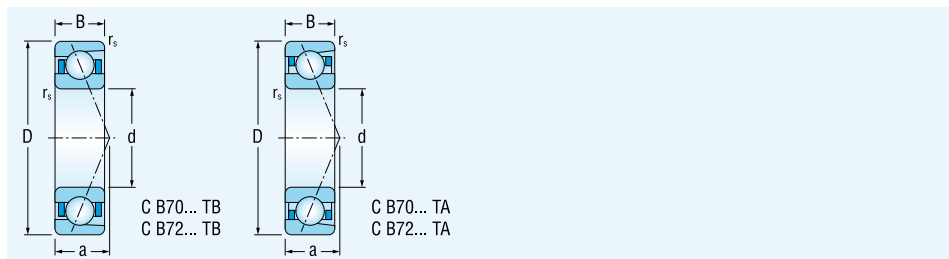 B
r_s
r_s
D
d
C B70... TB
C B72... TB
a
B
r_s
r_s
D
d
C B70... TA
C B72... TA
a